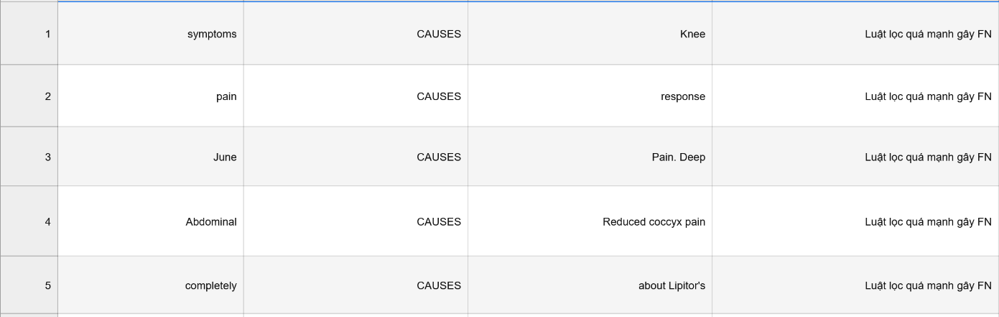 1 symptoms CAUSES Knee Luật lọc quá mạnh gây FN
2 pain CAUSES response Luật lọc quá mạnh gây FN
3 June CAUSES Pain. Deep Luật lọc quá mạnh gây FN
4 Abdominal CAUSES Reduced coccyx pain Luật lọc quá mạnh gây FN
5 completely CAUSES about Lipitor's Luật lọc quá mạnh gây FN